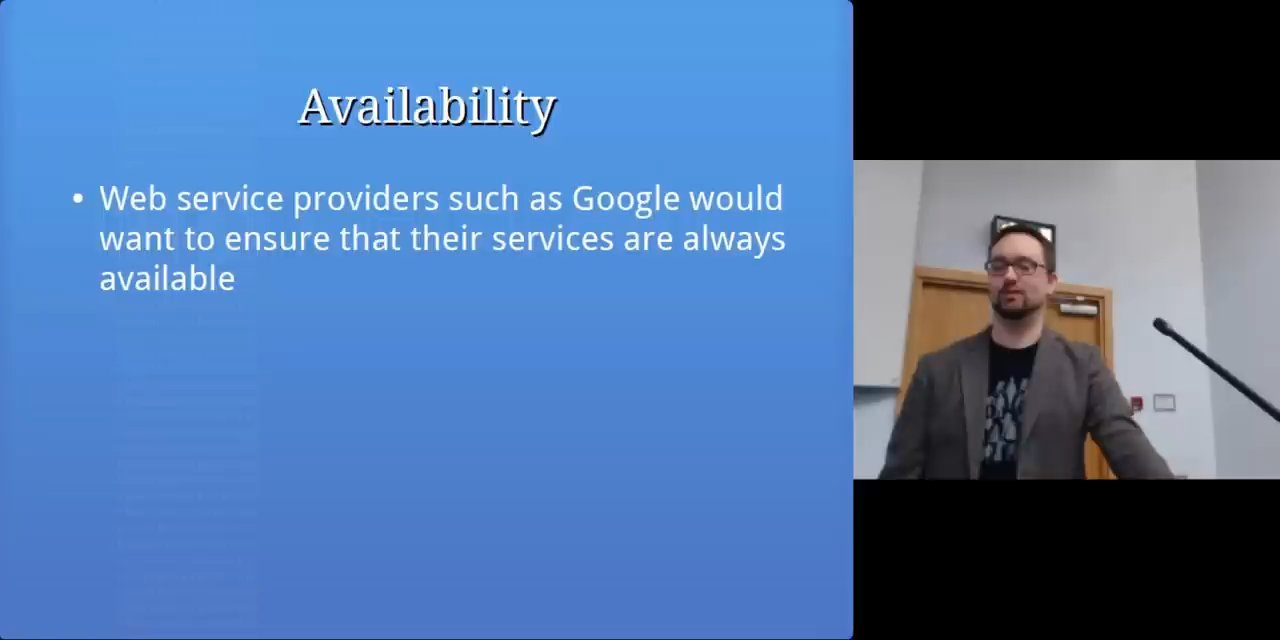 Availability
• Web service providers such as Google would
want to ensure that their services are always
available